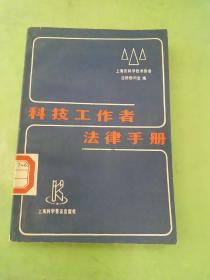 上海市科学技术协会
法律顾问室 编
科技工作者
法律手册
上海科学普及出版社